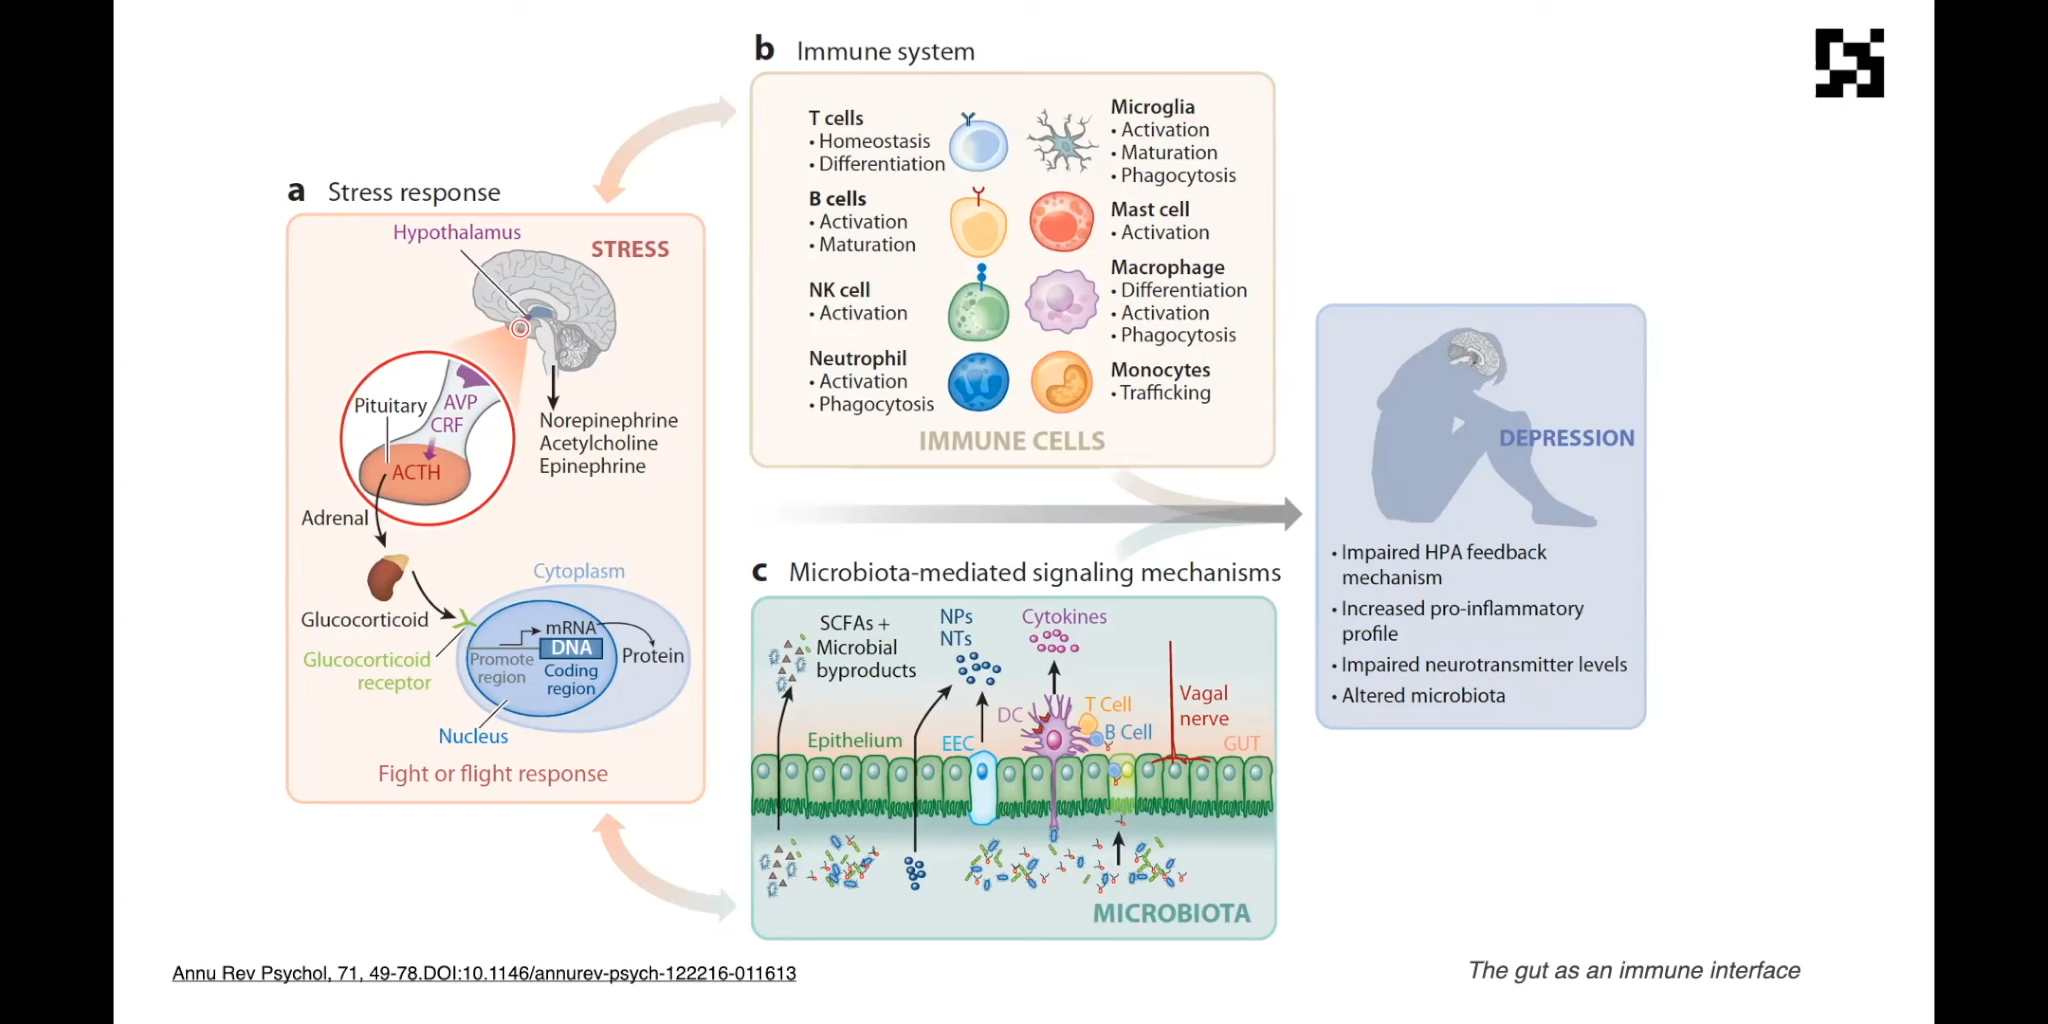 a Stress response
Hypothalamus
STRESS
Pituitary
AVP
CRF
ACTH
Norepinephrine
Acetylcholine
Epinephrine
Adrenal
Glucocorticoid
Glucocorticoid
receptor
Cytoplasm
mRNA
DNA
Promote
region
Coding
region
Protein
Nucleus
Fight or flight response
b Immune system
T cells
• Homeostasis
• Differentiation
B cells
• Activation
• Maturation
NK cell
• Activation
Neutrophil
• Activation
• Phagocytosis
Microglia
• Activation
• Maturation
• Phagocytosis
Mast cell
• Activation
Macrophage
• Differentiation
• Activation
• Phagocytosis
Monocytes
• Trafficking
IMMUNE CELLS
c Microbiota-mediated signaling mechanisms
SCFAs +
Microbial
byproducts
NPs
NTs
Cytokines
Epithelium
EEC
DC
T Cell
B Cell
Vagal
nerve
GUT
MICROBIOTA
DEPRESSION
• Impaired HPA feedback
mechanism
• Increased pro-inflammatory
profile
• Impaired neurotransmitter levels
• Altered microbiota
Annu Rev Psychol, 71, 49-78.DOI:10.1146/annurev-psych-122216-011613
The gut as an immune interface